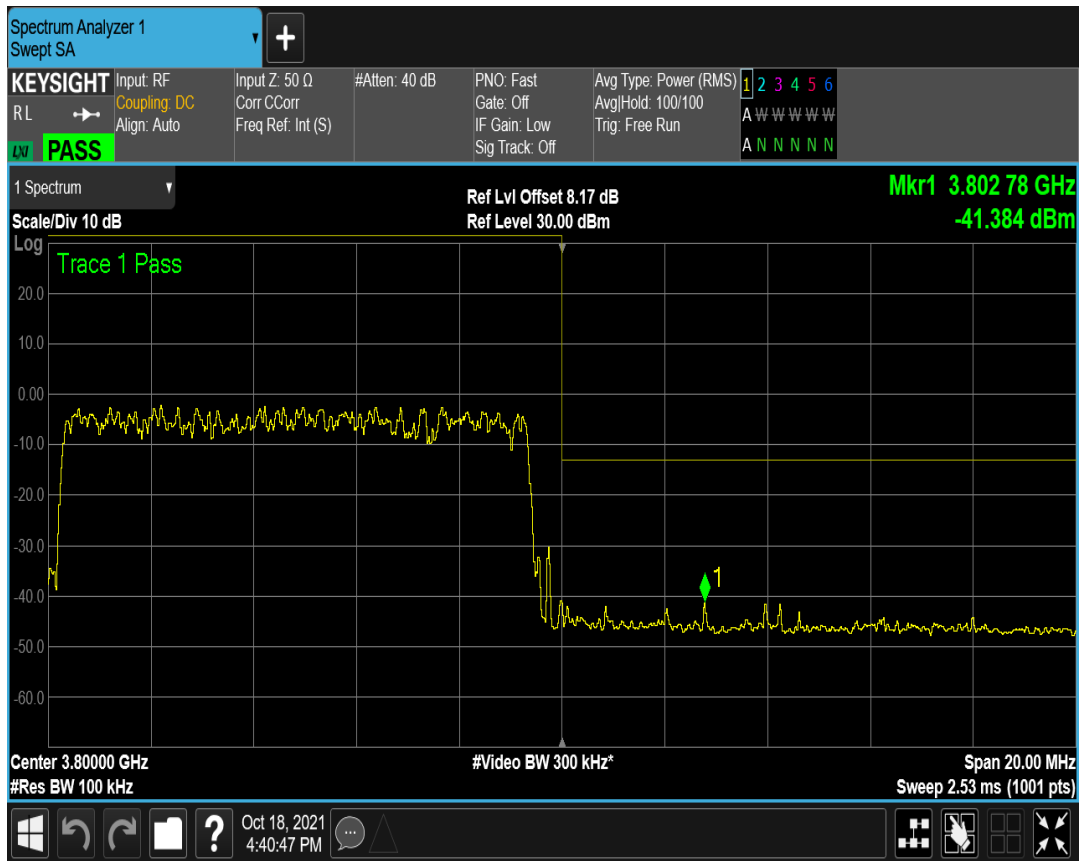 Spectrum Analyzer 1
Swept SA
+
KEYSIGHT
RL
LXI PASS
Input: RF
Coupling: DC
Align: Auto
Input Z: 50 Ω
Corr CCorr
Freq Ref: Int (S)
#Atten: 40 dB
PNO: Fast
Gate: Off
IF Gain: Low
Sig Track: Off
Avg Type: Power (RMS)
Avg|Hold: 100/100
Trig: Free Run
1 2 3 4 5 6
A W W W W W
A N N N N N
1 Spectrum
Scale/Div 10 dB
Ref Lvl Offset 8.17 dB
Ref Level 30.00 dBm
Mkr1 3.802 78 GHz
-41.384 dBm
Log
Trace 1 Pass
20.0
10.0
0.00
-10.0
-20.0
-30.0
-40.0
-50.0
-60.0
1
Center 3.80000 GHz
#Res BW 100 kHz
#Video BW 300 kHz*
Span 20.00 MHz
Sweep 2.53 ms (1001 pts)
?
Oct 18, 2021
4:40:47 PM